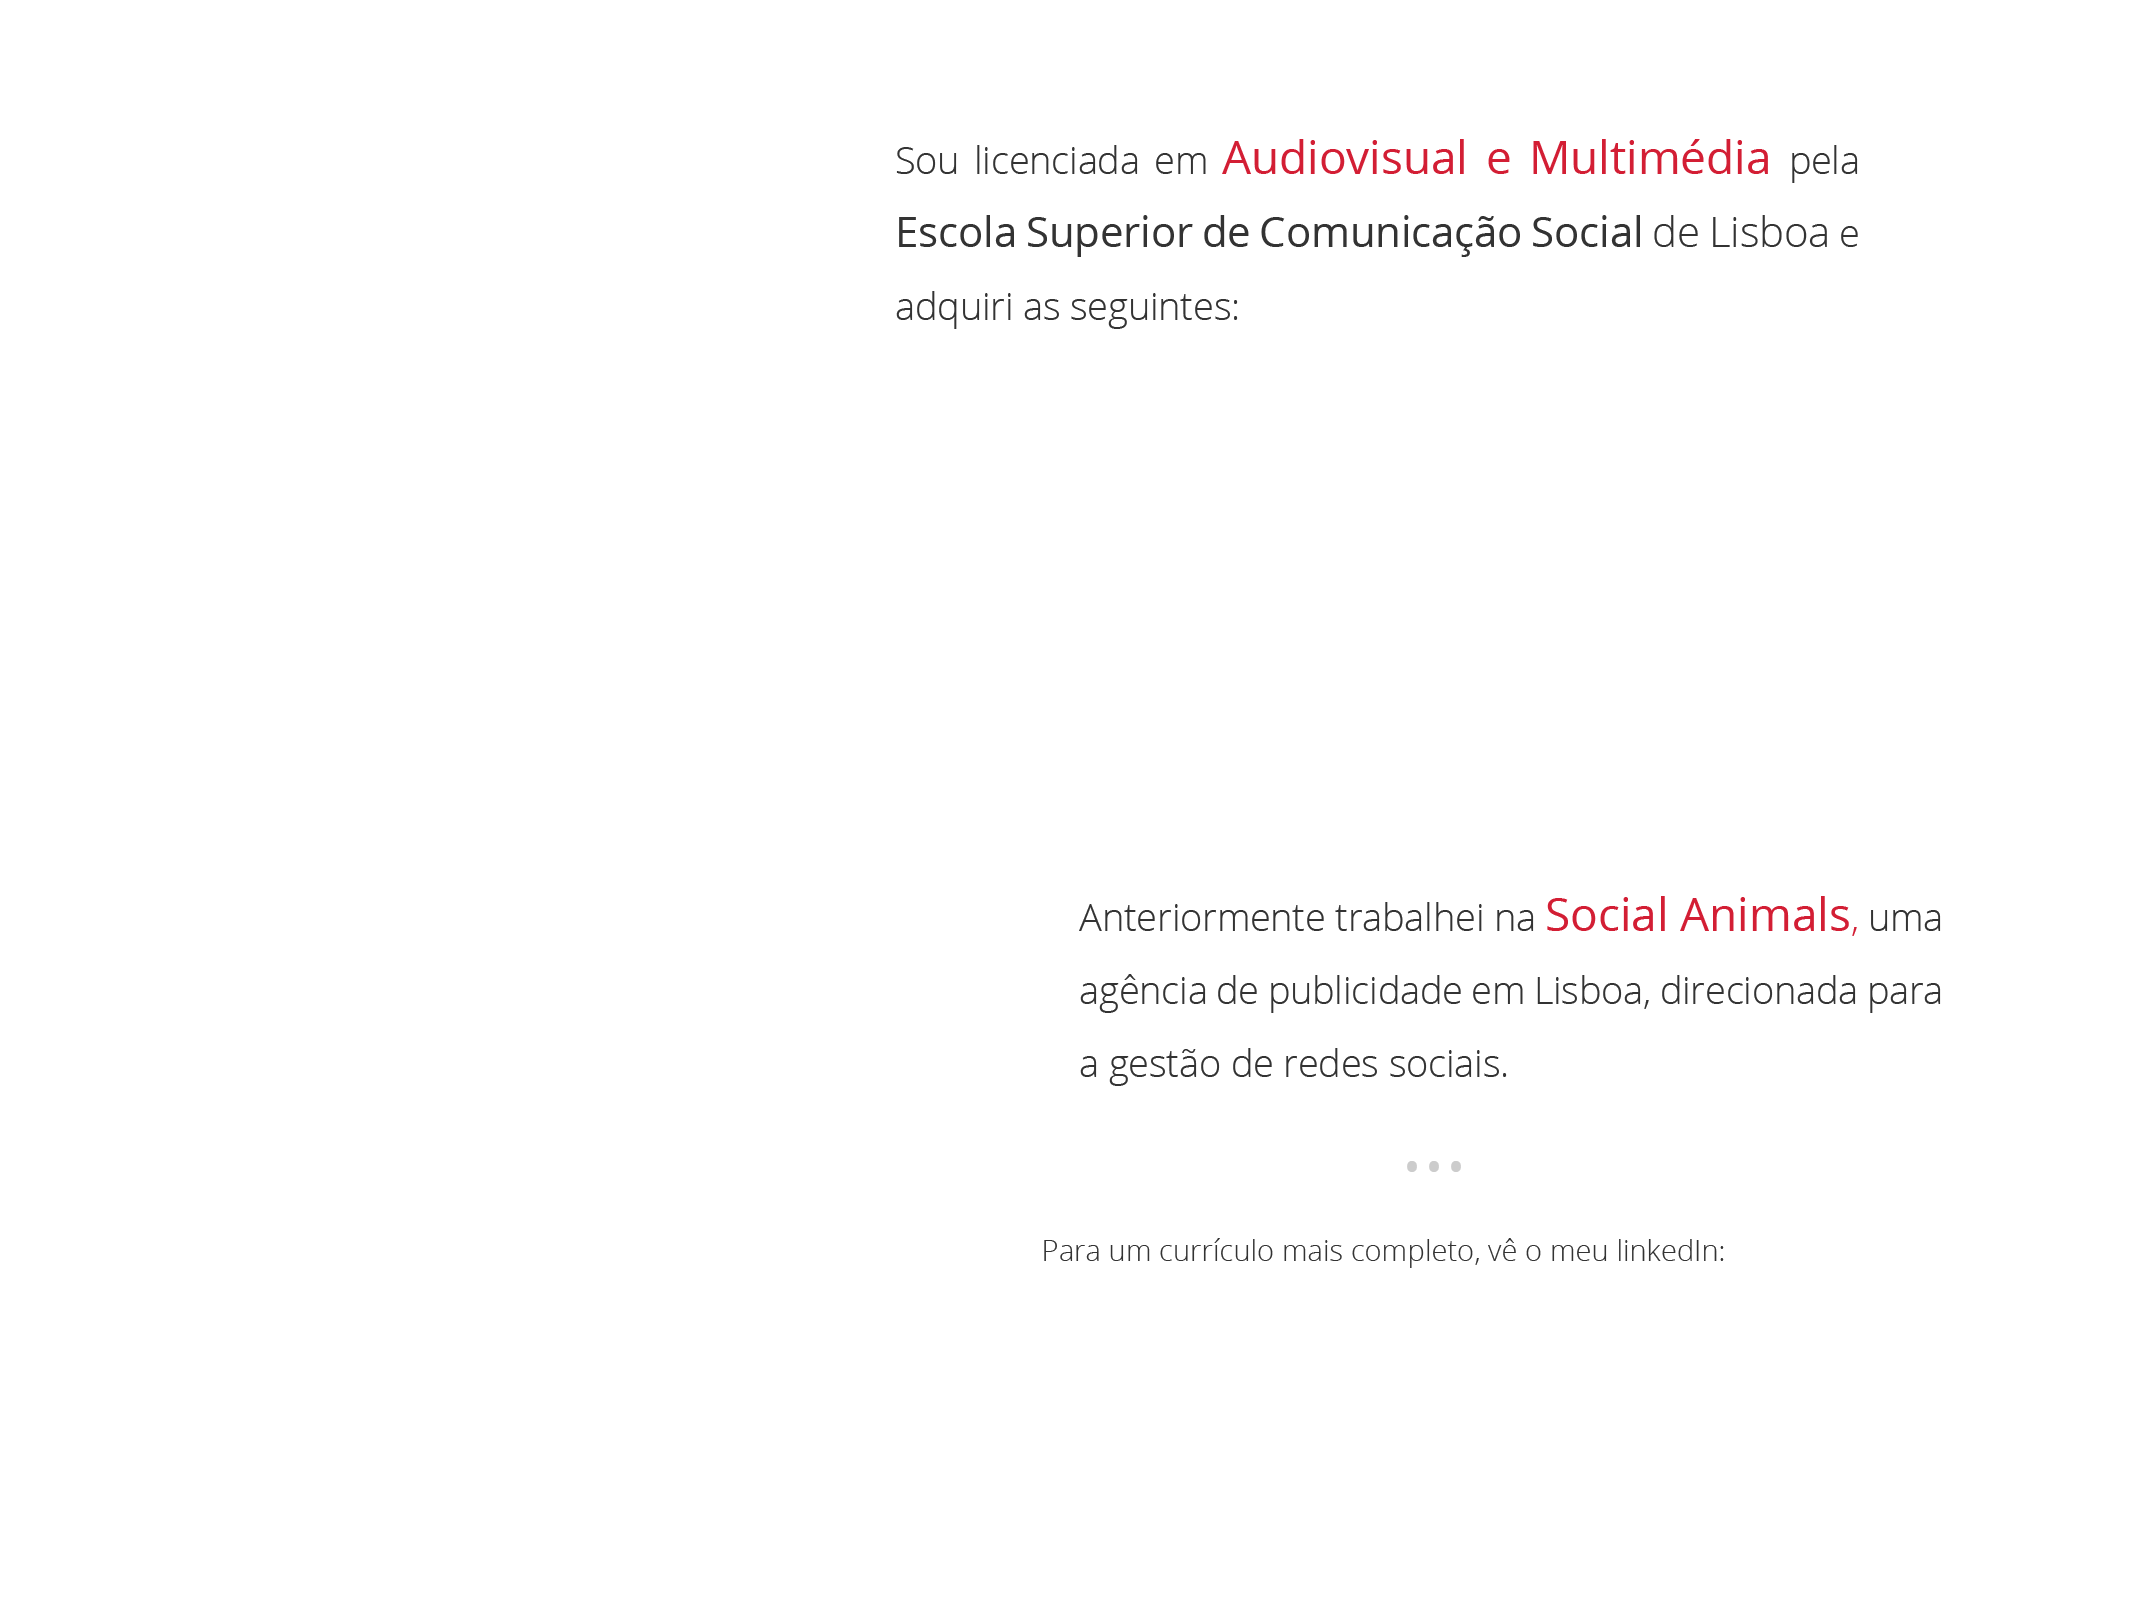 Sou licenciada em Audiovisual e Multimédia pela
Escola Superior de Comunicação Social de Lisboa e
adquiri as seguintes:
Anteriormente trabalhei na Social Animals, uma
agência de publicidade em Lisboa, direcionada para
a gestão de redes sociais.
...
Para um currículo mais completo, vê o meu linkedIn: